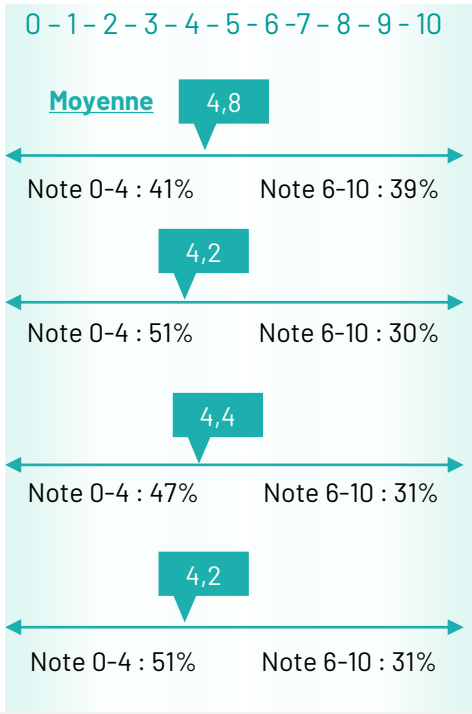 0 – 1 – 2 – 3 – 4 – 5 - 6 -7 – 8 – 9 - 10
Moyenne 4,8
Note 0-4 : 41% Note 6-10 : 39%
4,2
Note 0-4 : 51% Note 6-10 : 30%
4,4
Note 0-4 : 47% Note 6-10 : 31%
4,2
Note 0-4 : 51% Note 6-10 : 31%